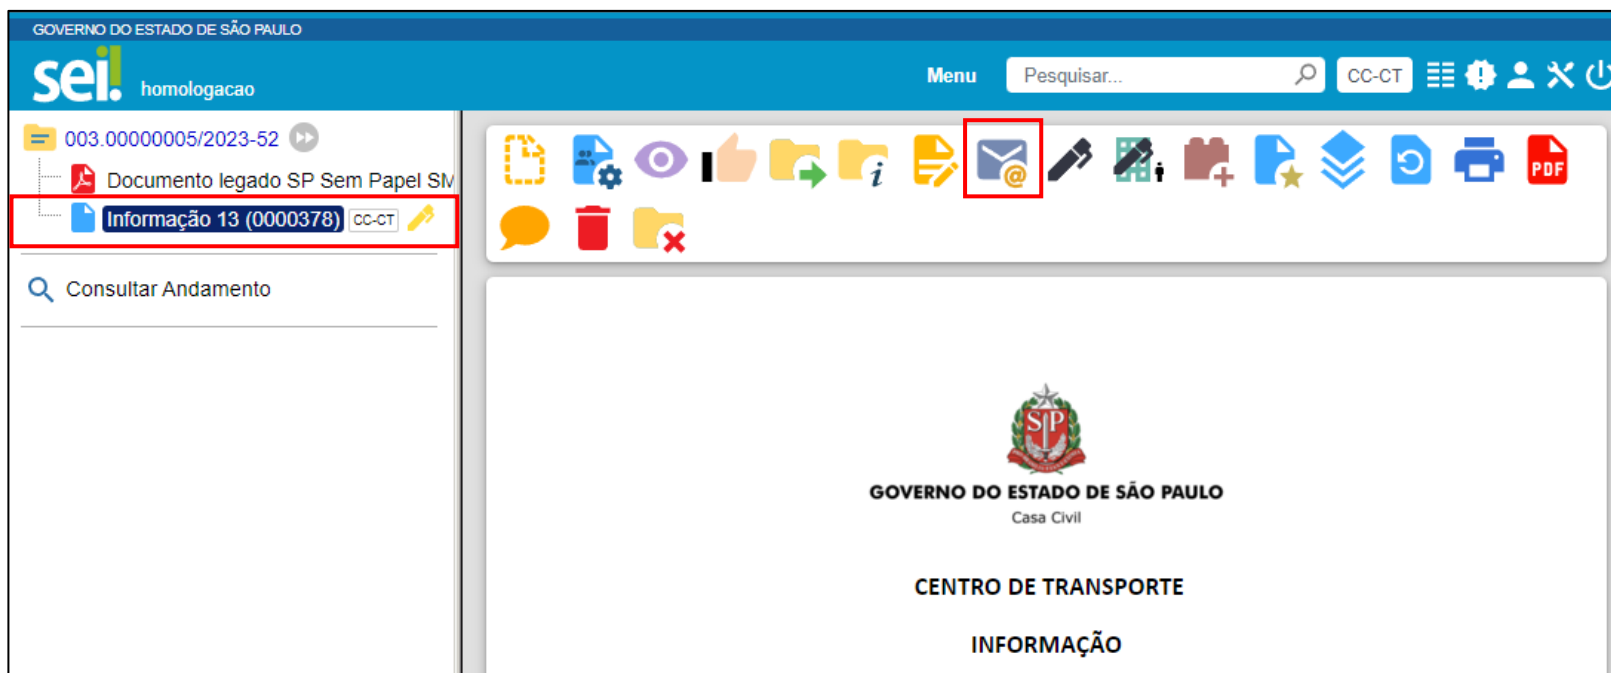 GOVERNO DO ESTADO DE SÃO PAULO
sei!
homologacao
Menu
Pesquisar...
CC-CT
003.00000005/2023-52
Documento legado SP Sem Papel SM
Informação 13 (0000378) CC-CT
Consultar Andamento
PDF
SP
GOVERNO DO ESTADO DE SÃO PAULO
Casa Civil
CENTRO DE TRANSPORTE
INFORMAÇÃO